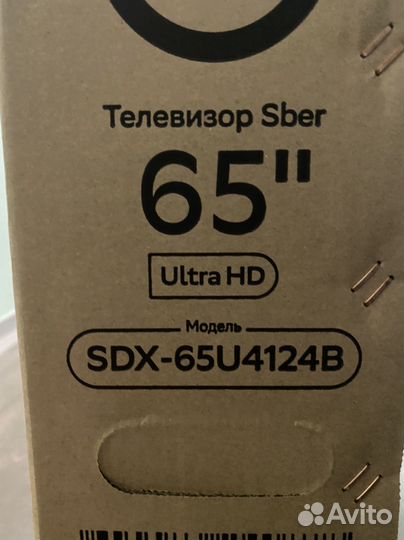 Телевизор Sber
65"
Ultra HD
Модель
SDX-65U4124B
Avito